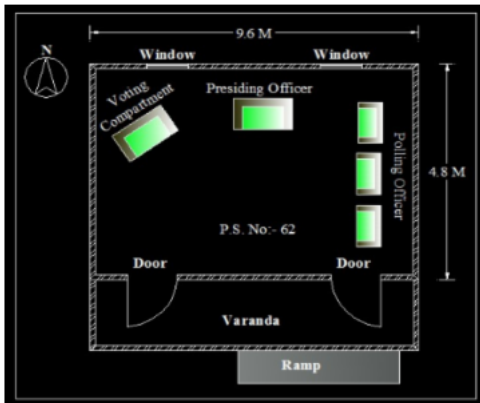 9.6 M
N
Window
Window
Voting
Compartment
Presiding Officer
Polling Officer
4.8 M
P.S. No:- 62
Door
Door
Varanda
Ramp